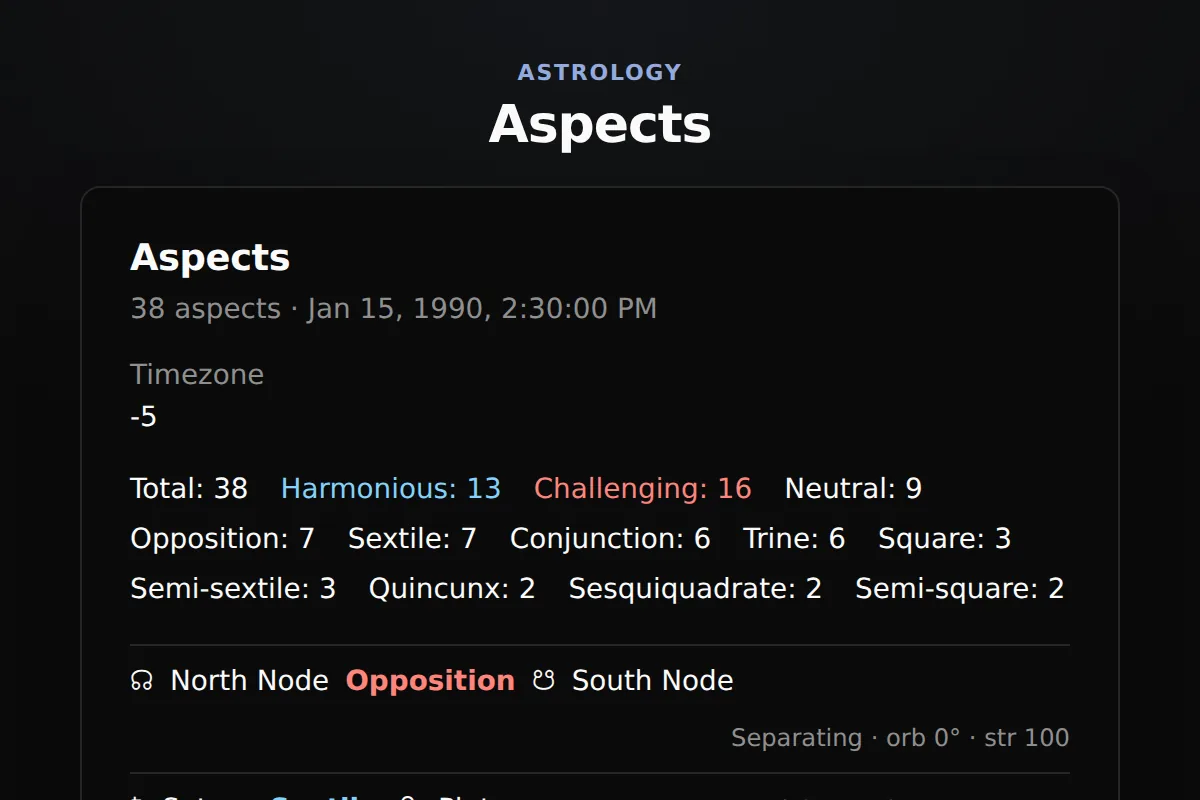 ASTROLOGY
Aspects
Aspects
38 aspects · Jan 15, 1990, 2:30:00 PM
Timezone
-5
Total: 38 Harmonious: 13 Challenging: 16 Neutral: 9
Opposition: 7 Sextile: 7 Conjunction: 6 Trine: 6 Square: 3
Semi-sextile: 3 Quincunx: 2 Sesquiquadrate: 2 Semi-square: 2
☊ North Node Opposition ☋ South Node
Separating · orb 0° · str 100